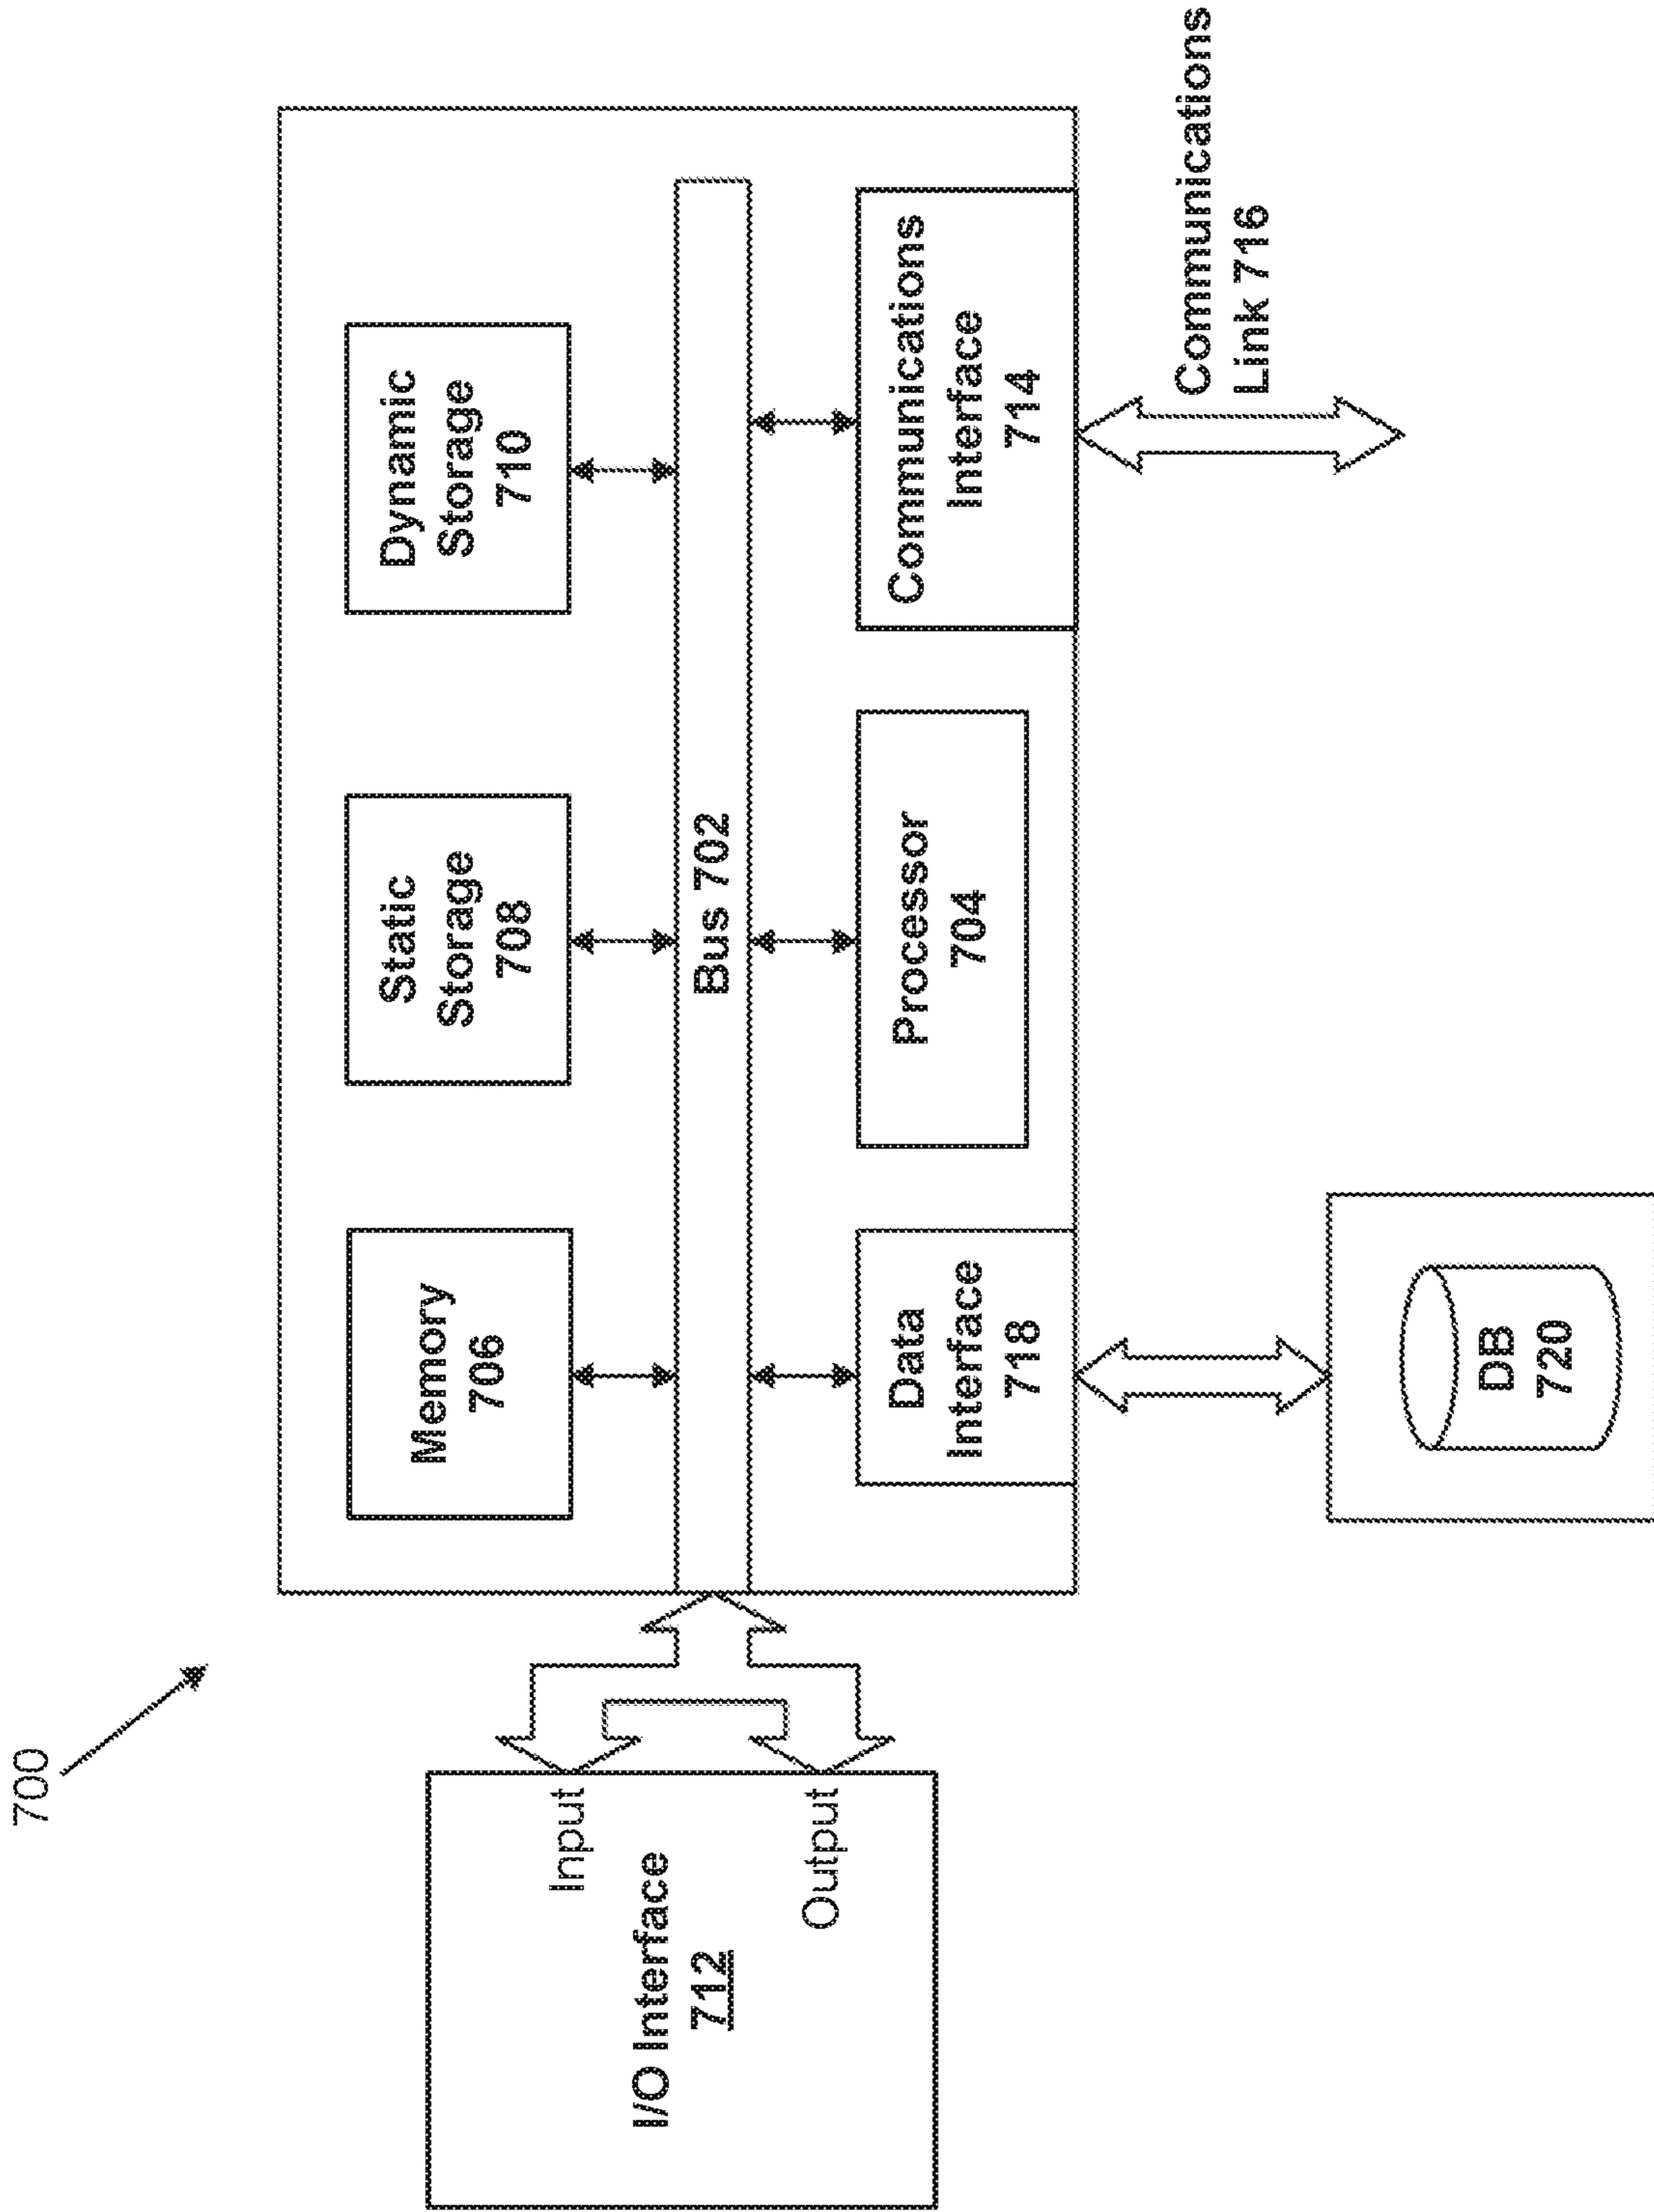 700
Memory
706
Static
Storage
708
Dynamic
Storage
710
I/O Interface
712
Input
Output
Bus 702
Data
Interface
718
Processor
704
Communications
Interface
714
DB
720
Communications
Link 716